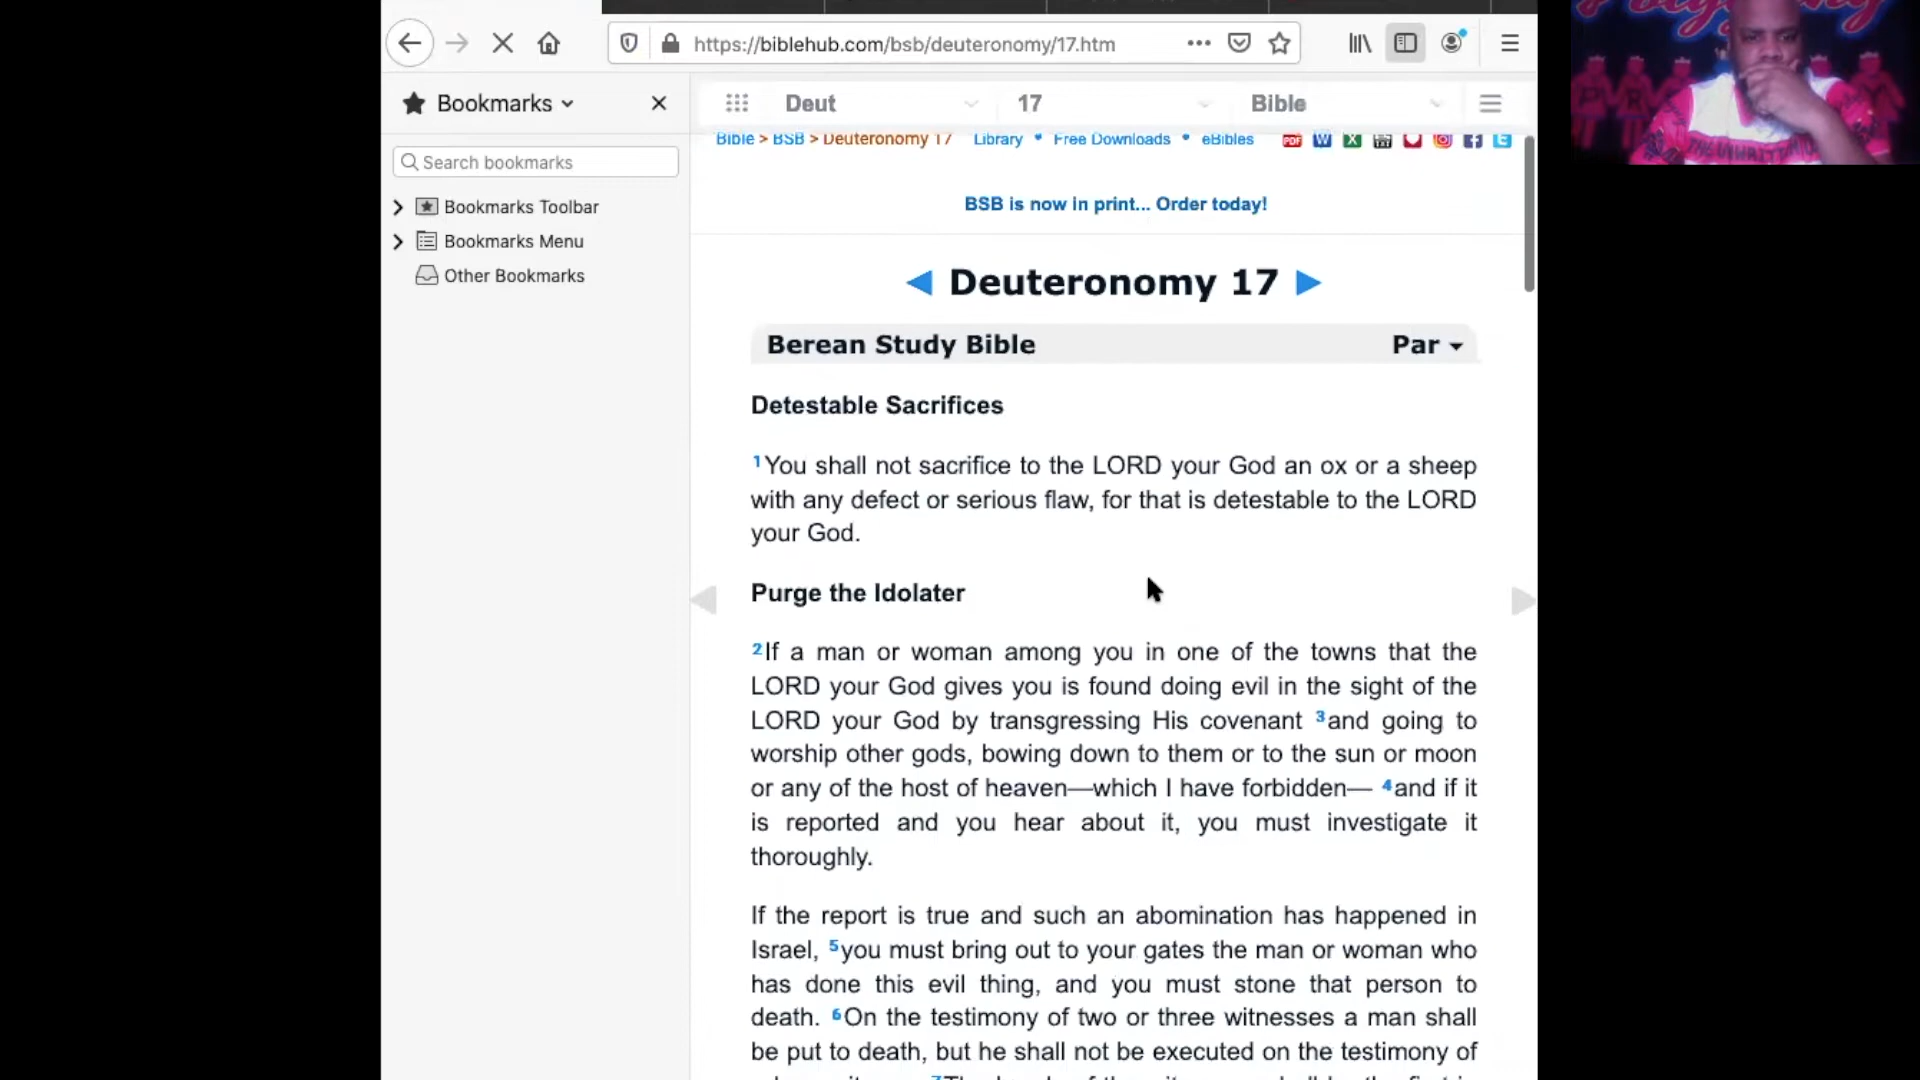 https://biblehub.com/bsb/deuteronomy/17.htm
Bookmarks
Deut 17 Bible
Bible > BSB > Deuteronomy 17 Library • Free Downloads • eBibles
Search bookmarks
Bookmarks Toolbar
Bookmarks Menu
Other Bookmarks
BSB is now in print... Order today!
Deuteronomy 17
Berean Study Bible Par
Detestable Sacrifices
1You shall not sacrifice to the LORD your God an ox or a sheep
with any defect or serious flaw, for that is detestable to the LORD
your God.
Purge the Idolater
2If a man or woman among you in one of the towns that the
LORD your God gives you is found doing evil in the sight of the
LORD your God by transgressing His covenant 3and going to
worship other gods, bowing down to them or to the sun or moon
or any of the host of heaven—which I have forbidden— 4and if it
is reported and you hear about it, you must investigate it
thoroughly.
If the report is true and such an abomination has happened in
Israel, 5you must bring out to your gates the man or woman who
has done this evil thing, and you must stone that person to
death. 6On the testimony of two or three witnesses a man shall
be put to death, but he shall not be executed on the testimony of